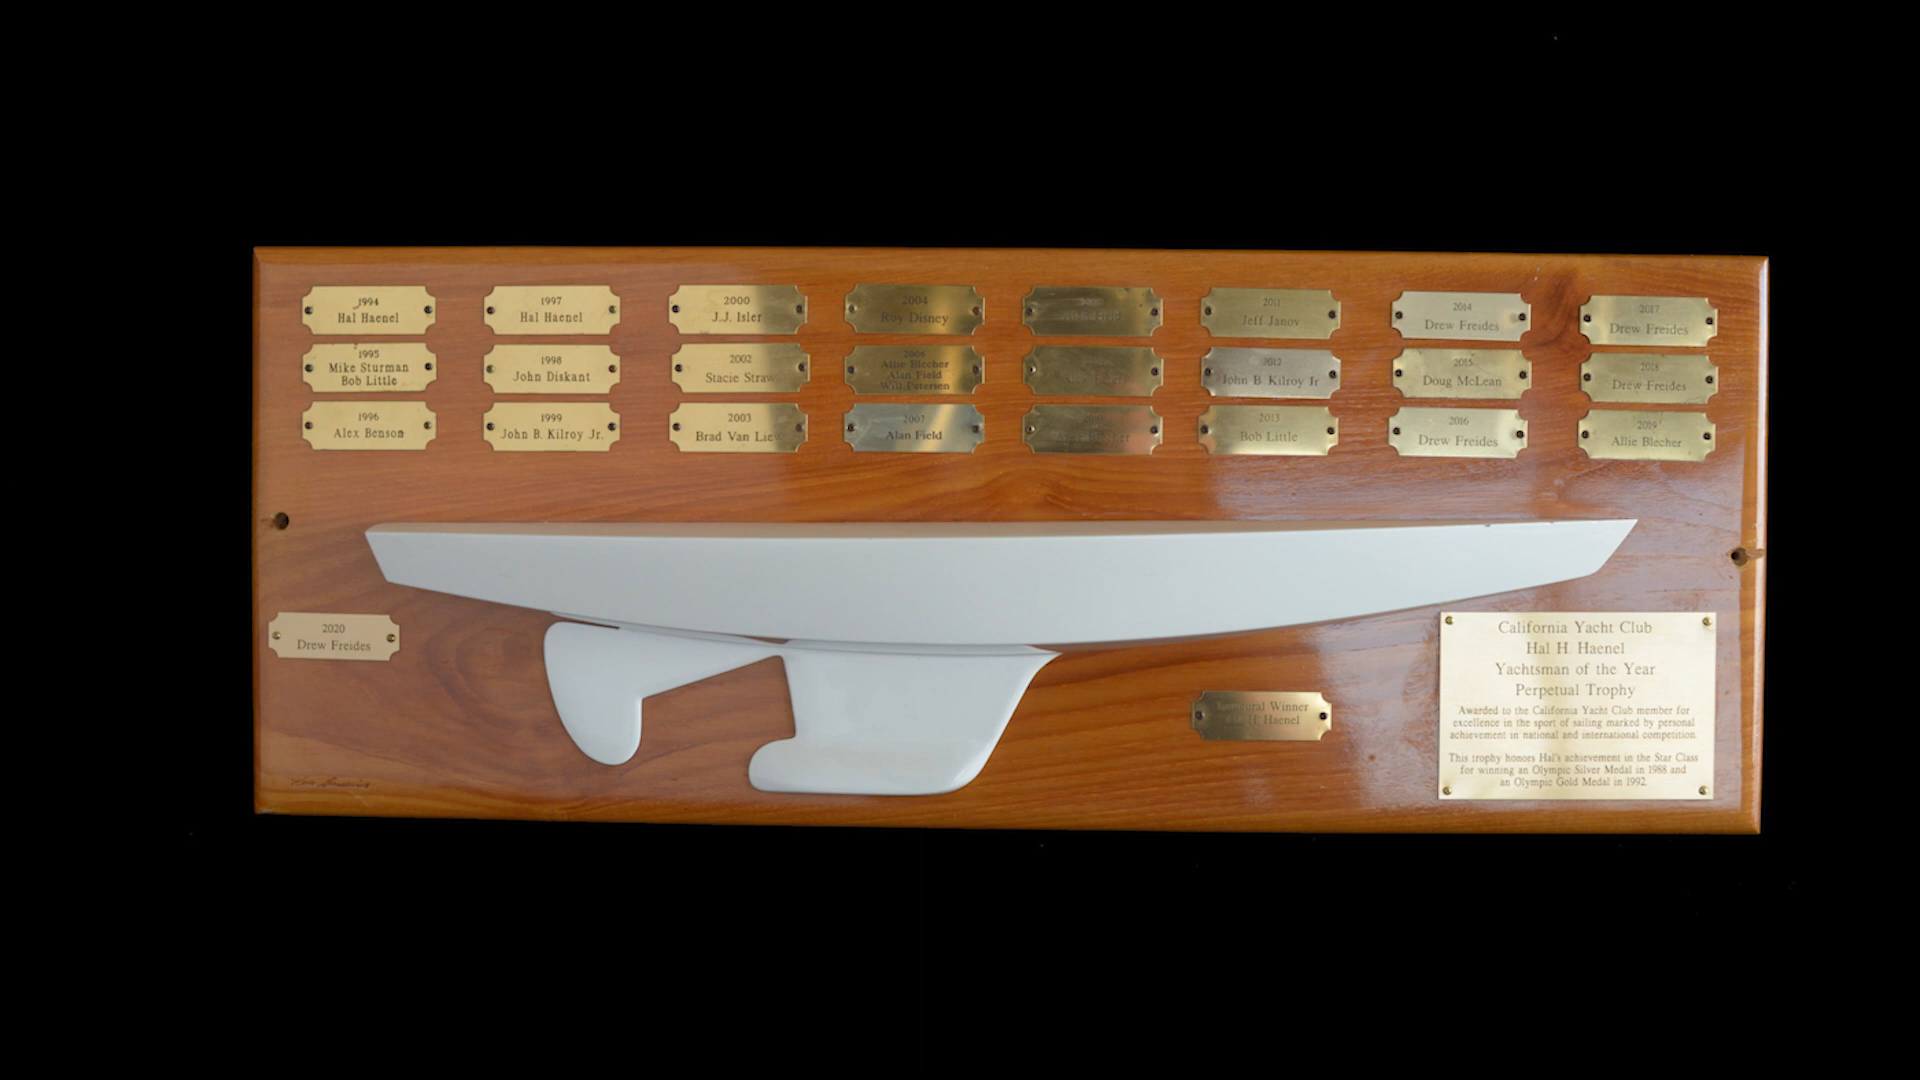 1994
Hal Haenel
1995
Mike Sturman
Bob Little
1996
Alex Benson
1997
Hal Haenel
1998
John Diskant
1999
John B. Kilroy Jr.
2000
J.J. Isler
2002
Stacie Straw
2003
Brad Van Liew
2004
Roy Disney
2006
Allie Blecher
Alan Field
Will Petersen
2007
Alan Field
Field
Blecher
2011
Jeff Janov
2012
John B Kilroy Jr
2013
Bob Little
2014
Drew Freides
2015
Doug McLean
2016
Drew Freides
2017
Drew Freides
2018
Drew Freides
2019
Allie Blecher
2020
Drew Freides
Inaugural Winner
Hal H. Haenel
California Yacht Club
Hal H. Haenel
Yachtsman of the Year
Perpetual Trophy
Awarded to the California Yacht Club member for
excellence in the sport of sailing marked by personal
achievement in national and international competition.
This trophy honors Hal's achievement in the Star Class
for winning an Olympic Silver Medal in 1988 and
an Olympic Gold Medal in 1992.